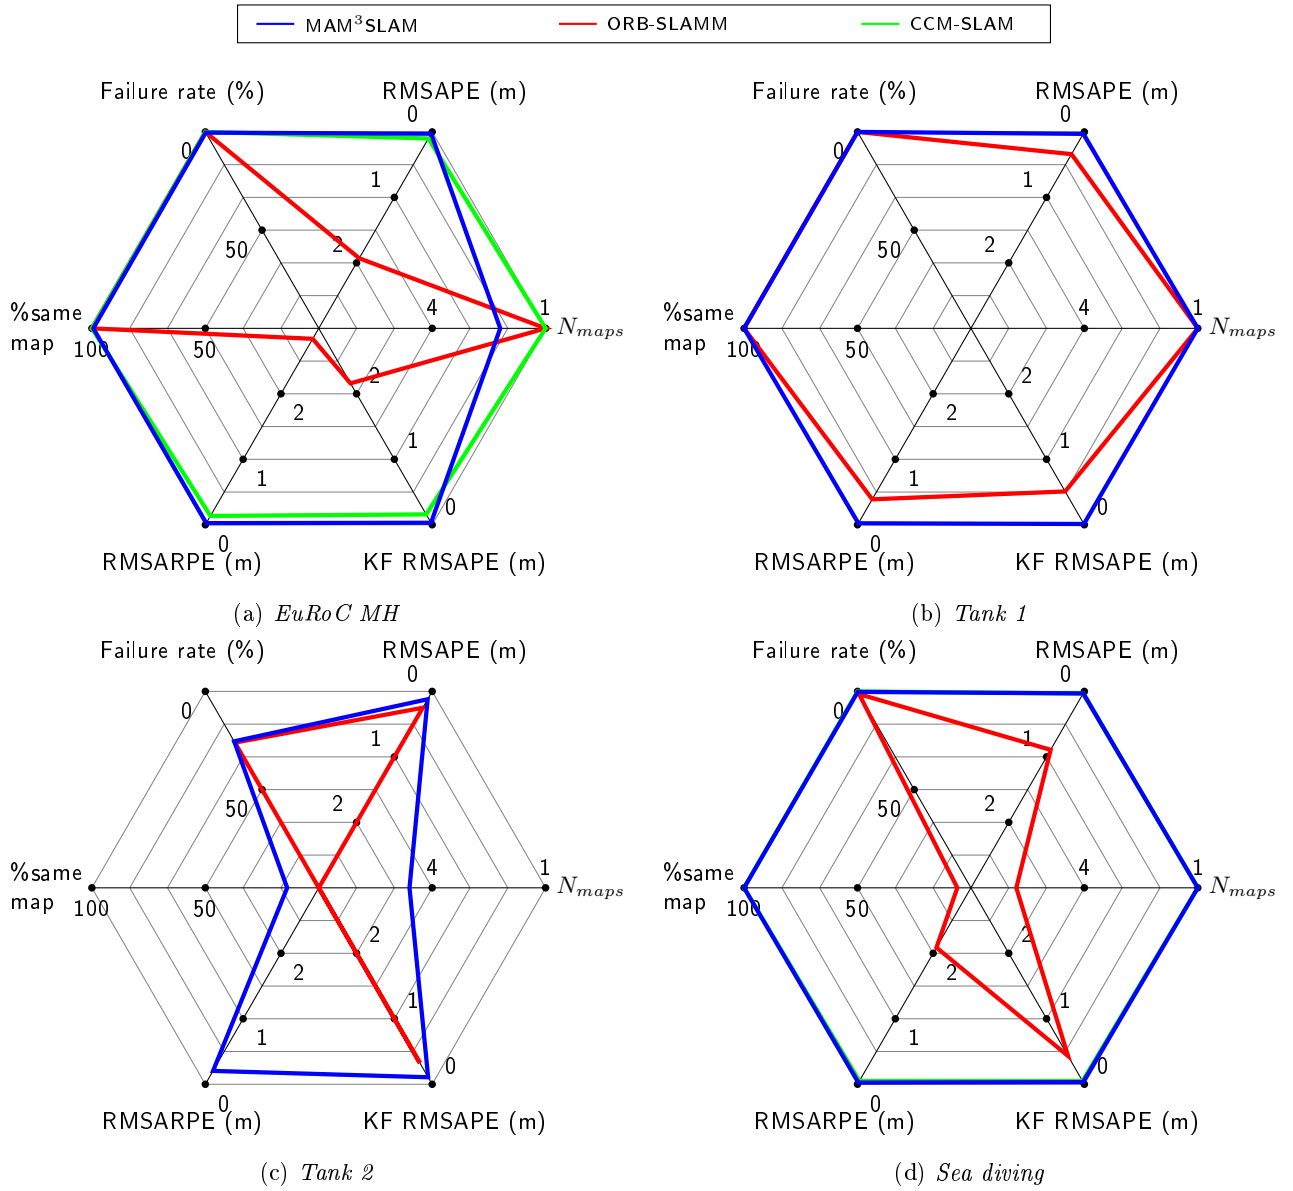 MAM³SLAM ORB-SLAMM CCM-SLAM
Failure rate (%) RMSAPE (m)
0
0
1
50 2
%same 4 1 N_maps
map
100 50
2
2
1
1
0
0
RMSARPE (m) KF RMSAPE (m)
(a) EuRoC MH
Failure rate (%) RMSAPE (m)
0
0
1
50 2
%same 4 1 N_maps
map
100 50
2
2
1
1
0
0
RMSARPE (m) KF RMSAPE (m)
(b) Tank 1
Failure rate (%) RMSAPE (m)
0
0
1
50 2
%same 4 1 N_maps
map
100 50
2
2
1
1
0
0
RMSARPE (m) KF RMSAPE (m)
(c) Tank 2
Failure rate (%) RMSAPE (m)
0
0
1
50 2
%same 4 1 N_maps
map
100 50
2
2
1
1
0
0
RMSARPE (m) KF RMSAPE (m)
(d) Sea diving